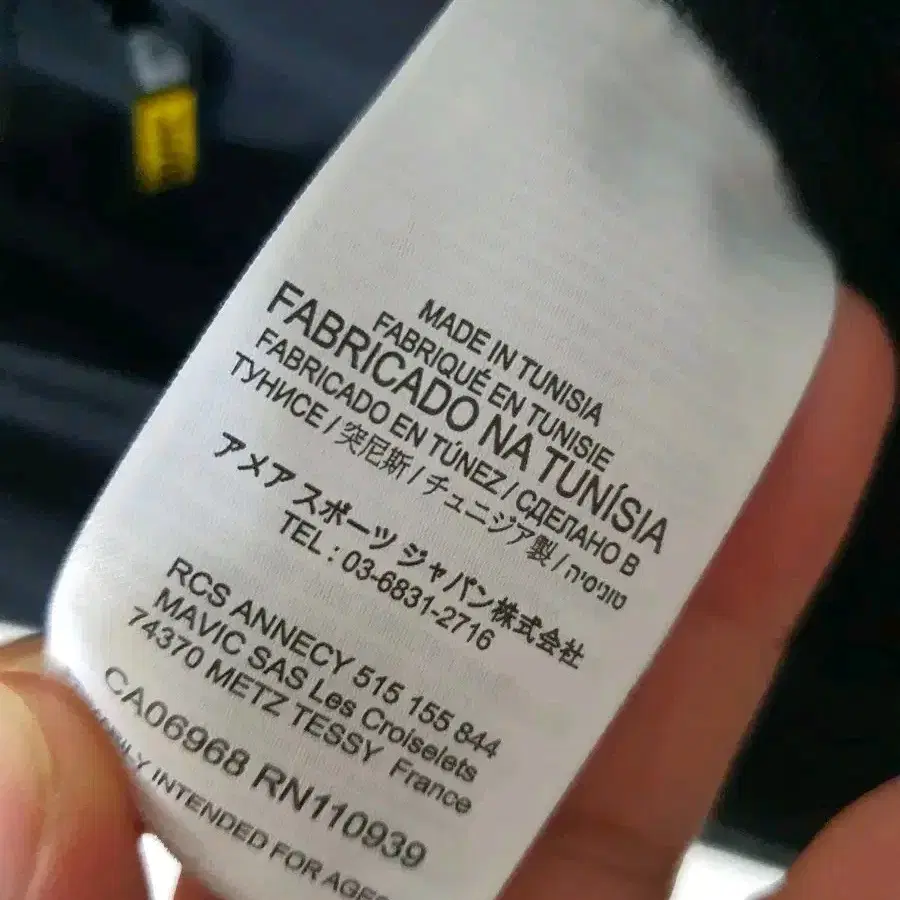 MADE IN TUNISIA
FABRIQUÉ EN TUNISIE
FABRICADO NA TUNÍSIA
FABRICADO EN TÚNEZ / СДЕЛАНО В
ТУНИСЕ / 突尼斯 / チュニジア製 / טוניסיה
アメア スポーツ ジャパン株式会社
TEL : 03-6831-2716
RCS ANNECY 515 155 844
MAVIC SAS Les Croiselets
74370 METZ TESSY France
CA06968 RN110939
INTENDED FOR AGES